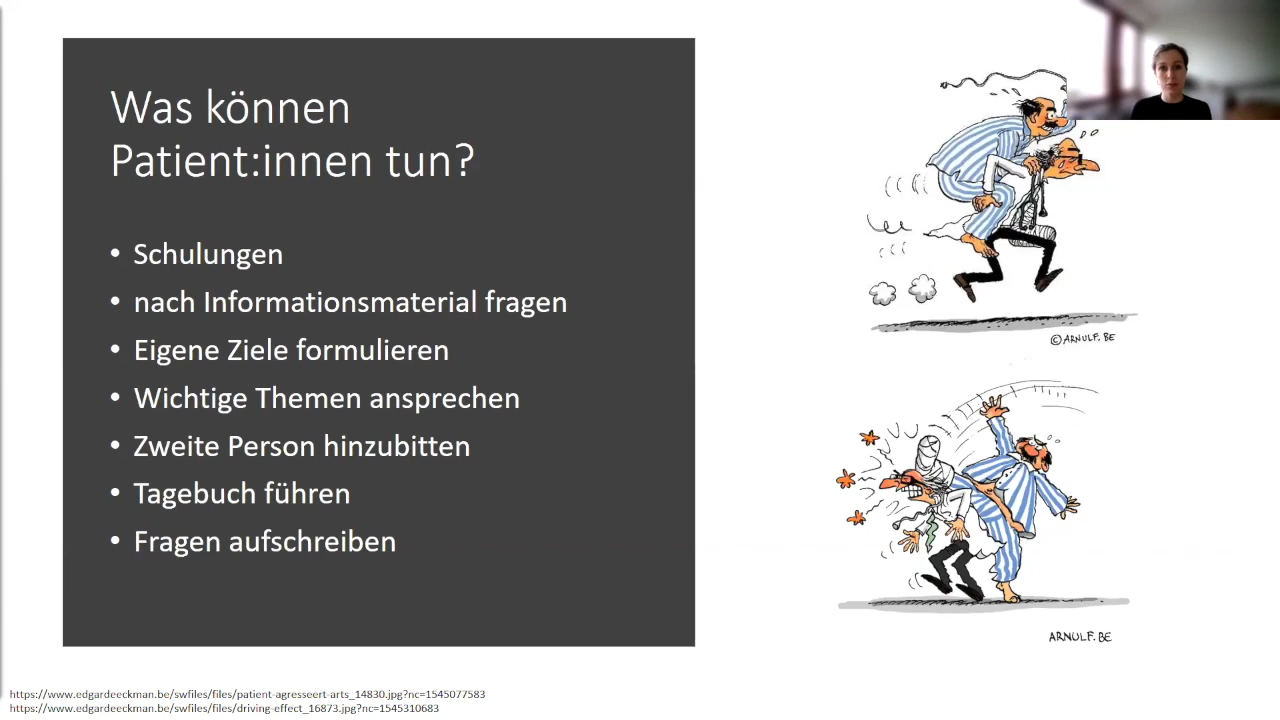 Was können
Patient:innen tun?
• Schulungen
• nach Informationsmaterial fragen
• Eigene Ziele formulieren
• Wichtige Themen ansprechen
• Zweite Person hinzubitten
• Tagebuch führen
• Fragen aufschreiben
© ARNULF.BE
ARNULF.BE
https://www.edgardeeckman.be/swfiles/files/patient-agresseert-arts_14830.jpg?nc=1545077583
https://www.edgardeeckman.be/swfiles/files/driving-effect_16873.jpg?nc=1545310683